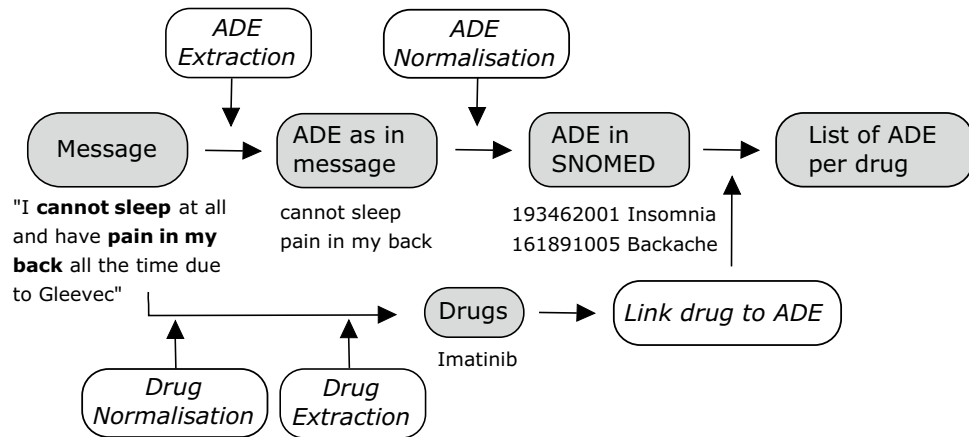 ADE
Extraction
ADE
Normalisation
Message
ADE as in
message
ADE in
SNOMED
List of ADE
per drug
"I cannot sleep at all
and have pain in my
back all the time due
to Gleevec"
cannot sleep
pain in my back
193462001 Insomnia
161891005 Backache
Drugs
Imatinib
Link drug to ADE
Drug
Normalisation
Drug
Extraction